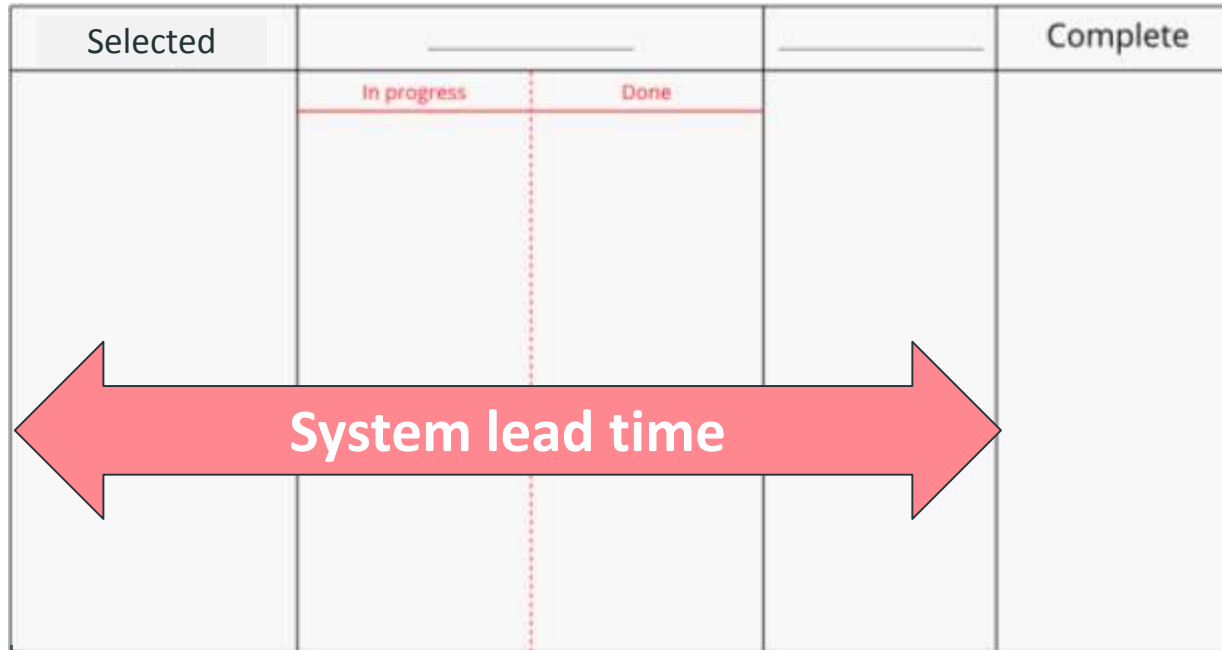 Selected
Complete
In progress
Done
System lead time